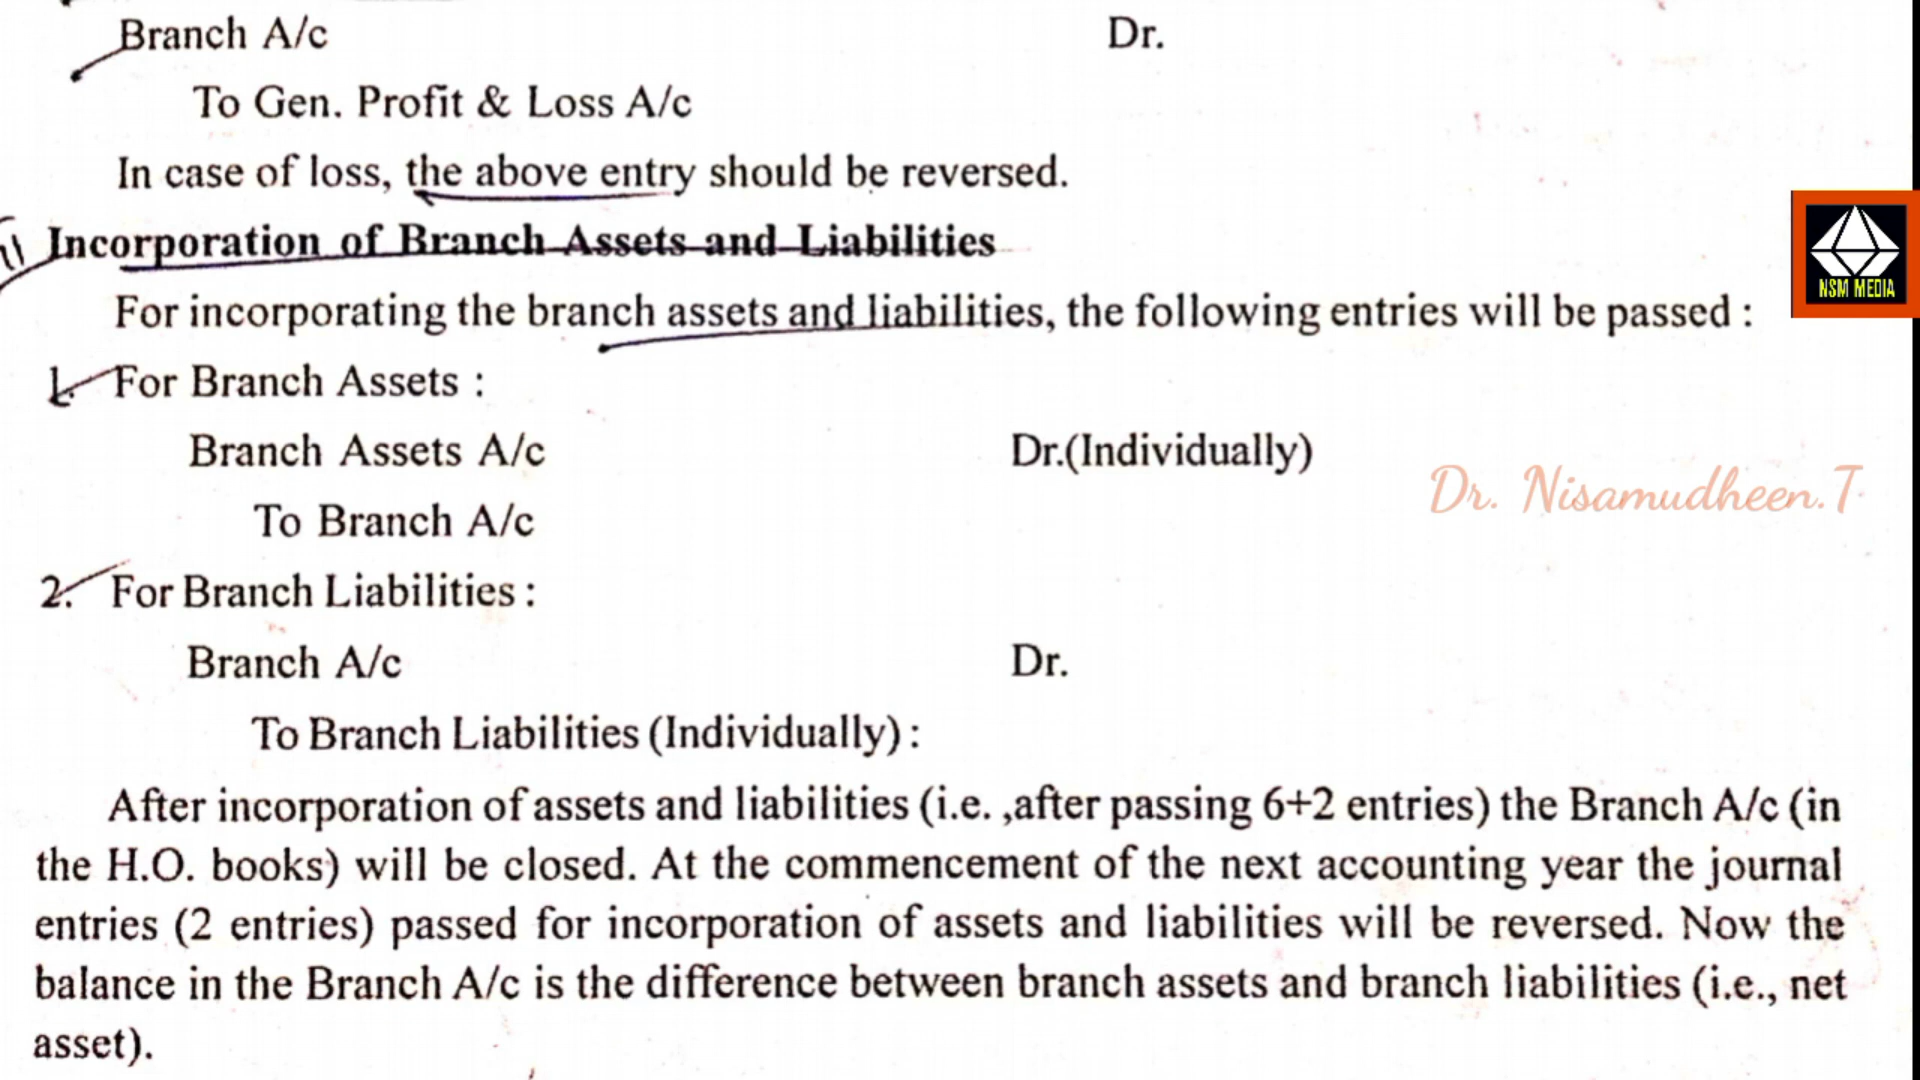 Branch A/c Dr.
To Gen. Profit & Loss A/c
In case of loss, the above entry should be reversed.
Incorporation of Branch Assets and Liabilities
For incorporating the branch assets and liabilities, the following entries will be passed :
NSM MEDIA
1. For Branch Assets :
Branch Assets A/c Dr.(Individually)
Dr. Nisamudheen.T
To Branch A/c
2. For Branch Liabilities :
Branch A/c Dr.
To Branch Liabilities (Individually) :
After incorporation of assets and liabilities (i.e. ,after passing 6+2 entries) the Branch A/c (in
the H.O. books) will be closed. At the commencement of the next accounting year the journal
entries (2 entries) passed for incorporation of assets and liabilities will be reversed. Now the
balance in the Branch A/c is the difference between branch assets and branch liabilities (i.e., net
asset).